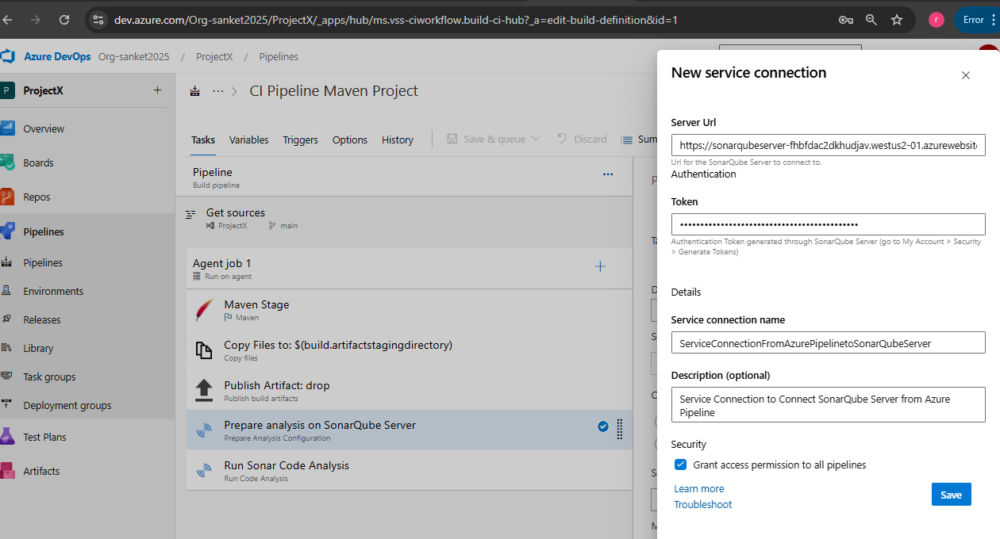 dev.azure.com/Org-sanket2025/ProjectX/_apps/hub/ms.vss-ciworkflow.build-ci-hub?_a=edit-build-definition&id=1
r
Error
Azure DevOps Org-sanket2025 / ProjectX / Pipelines
P ProjectX +
Overview
Boards
Repos
Pipelines
Pipelines
Environments
Releases
Library
Task groups
Deployment groups
Test Plans
Artifacts
... > CI Pipeline Maven Project
Tasks Variables Triggers Options History Save & queue Discard Sum
Pipeline
Build pipeline
Get sources
ProjectX main
Agent job 1
Run on agent
Maven Stage
Maven
Copy Files to: $(build.artifactstagingdirectory)
Copy files
Publish Artifact: drop
Publish build artifacts
Prepare analysis on SonarQube Server
Prepare Analysis Configuration
Run Sonar Code Analysis
Run Code Analysis
New service connection
Server Url
https://sonarqubeserver-fhbfdac2dkhudjav.westus2-01.azurewebsit
Url for the SonarQube Server to connect to.
Authentication
Token
Authentication Token generated through SonarQube Server (go to My Account > Security
> Generate Tokens)
Details
Service connection name
ServiceConnectionFromAzurePipelinetoSonarQubeServer
Description (optional)
Service Connection to Connect SonarQube Server from Azure
Pipeline
Security
Grant access permission to all pipelines
Learn more
Troubleshoot
Save